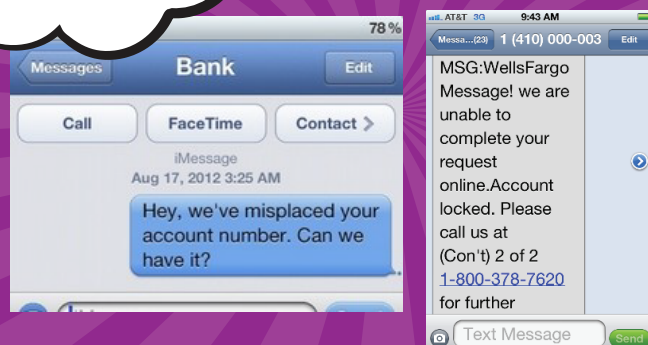 78%
Messages
Bank
Edit
Call
FaceTime
Contact
iMessage
Aug 17, 2012 3:25 AM
Hey, we've misplaced your
account number. Can we
have it?
AT&T 3G
9:43 AM
Messa...(23)
1 (410) 000-003
Edit
MSG:WellsFargo
Message! we are
unable to
complete your
request
online.Account
locked. Please
call us at
(Con't) 2 of 2
1-800-378-7620
for further
Text Message
Send